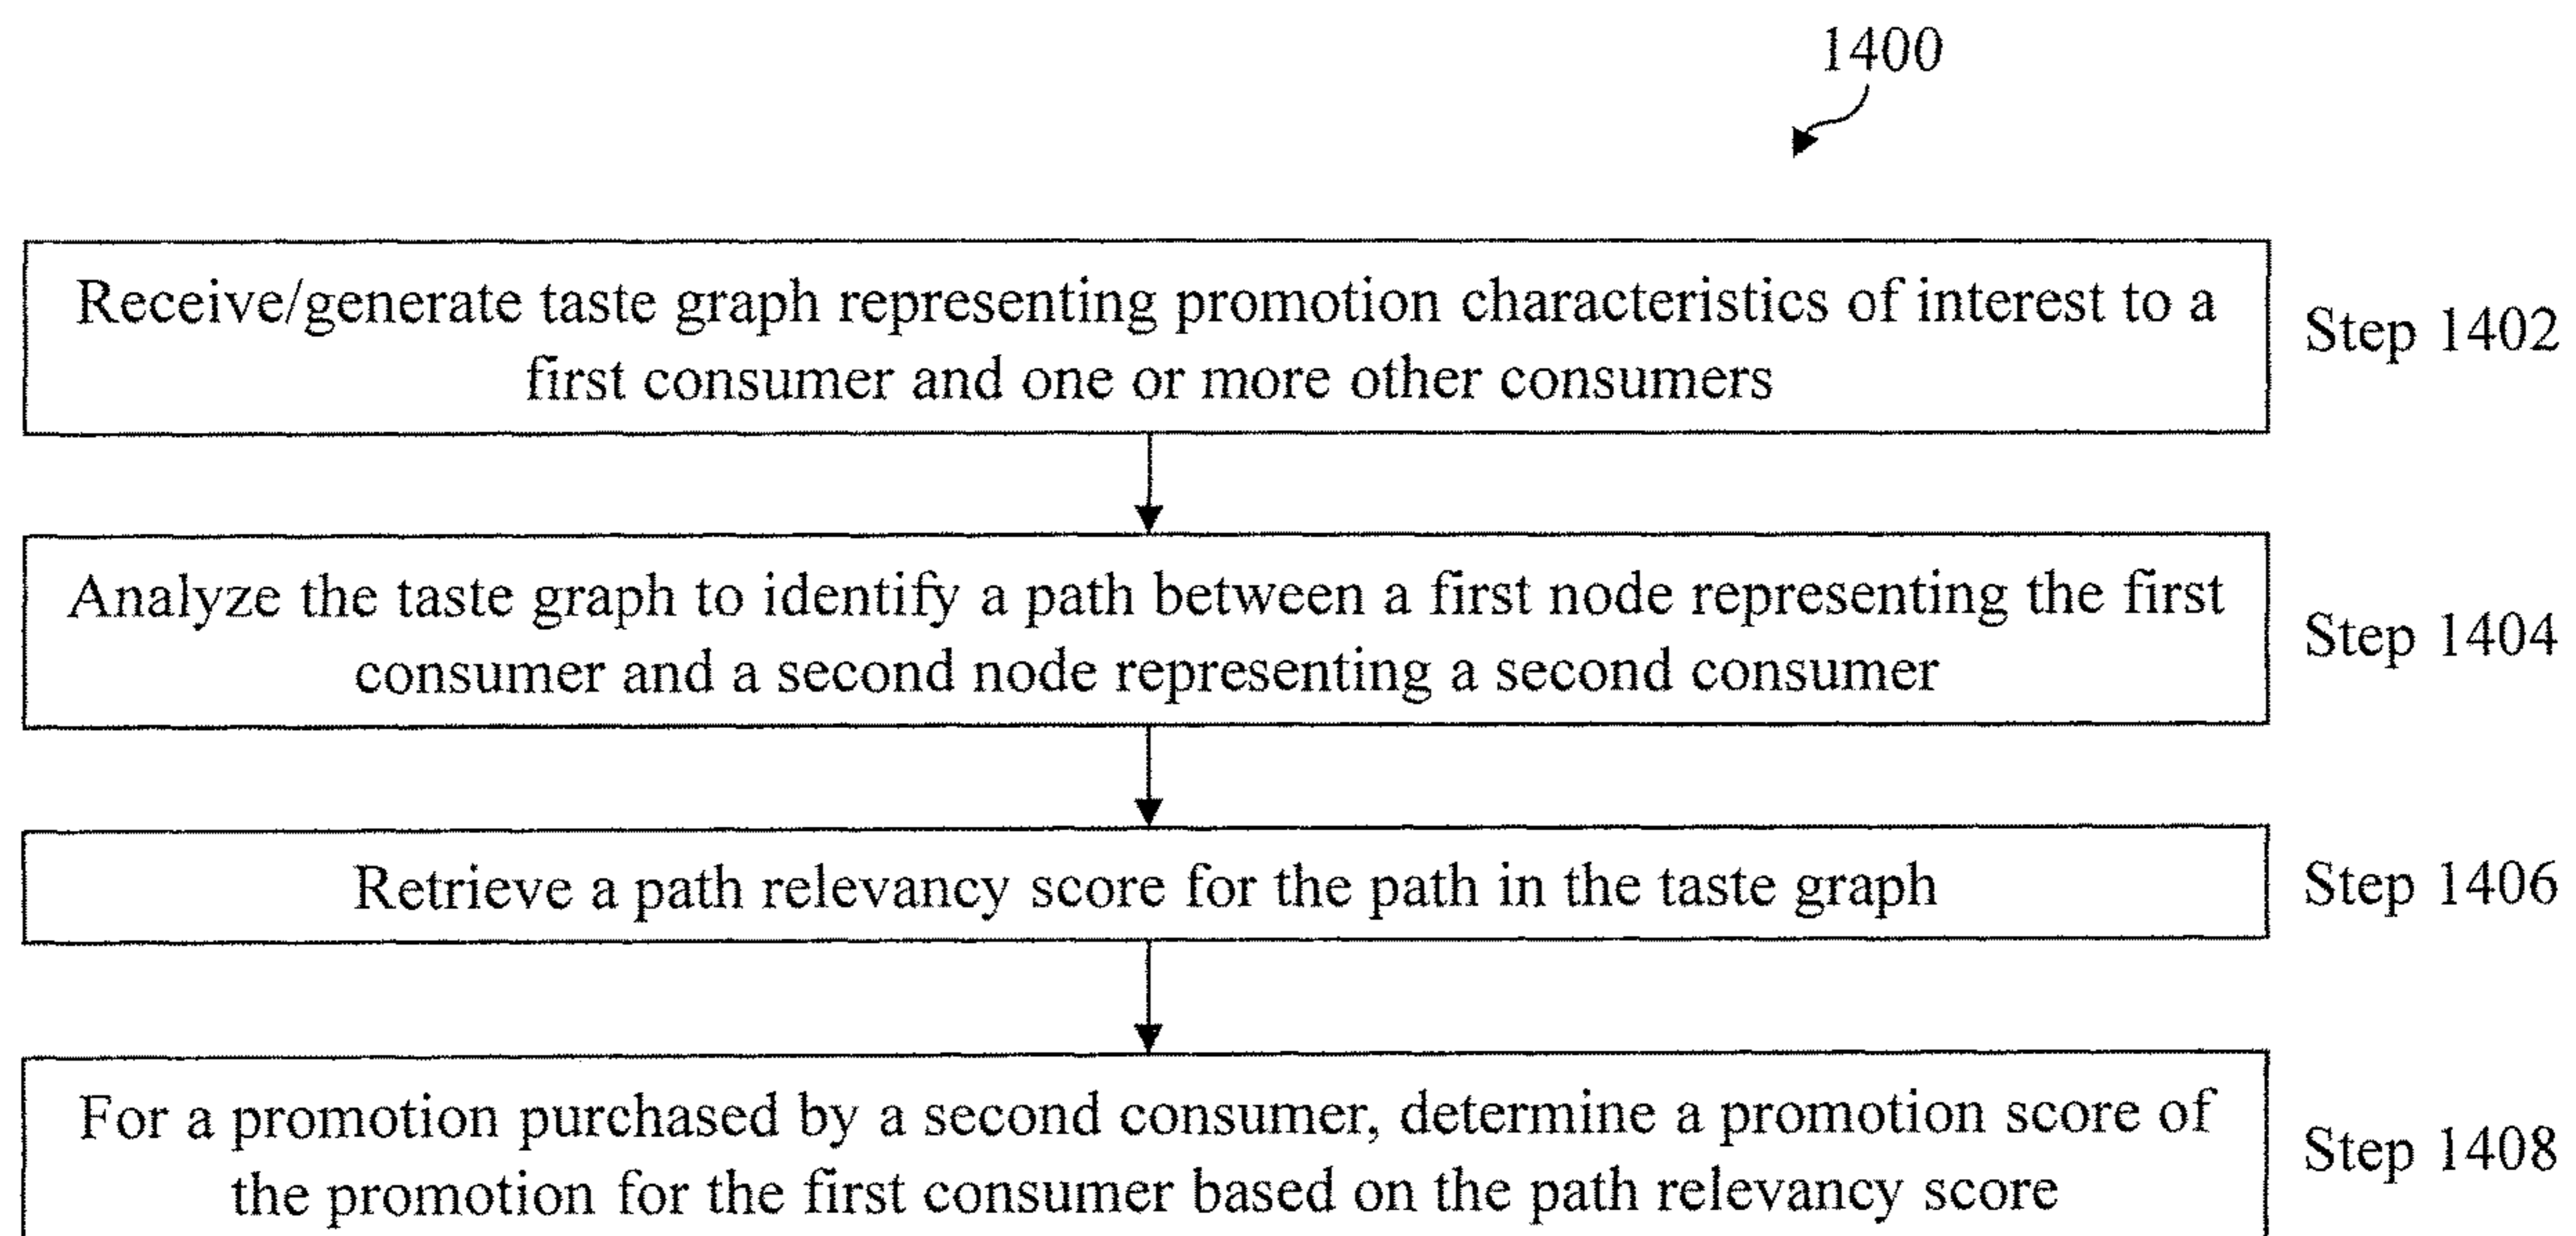 1400
Receive/generate taste graph representing promotion characteristics of interest to a
first consumer and one or more other consumers
Step 1402
Analyze the taste graph to identify a path between a first node representing the first
consumer and a second node representing a second consumer
Step 1404
Retrieve a path relevancy score for the path in the taste graph
Step 1406
For a promotion purchased by a second consumer, determine a promotion score of
the promotion for the first consumer based on the path relevancy score
Step 1408